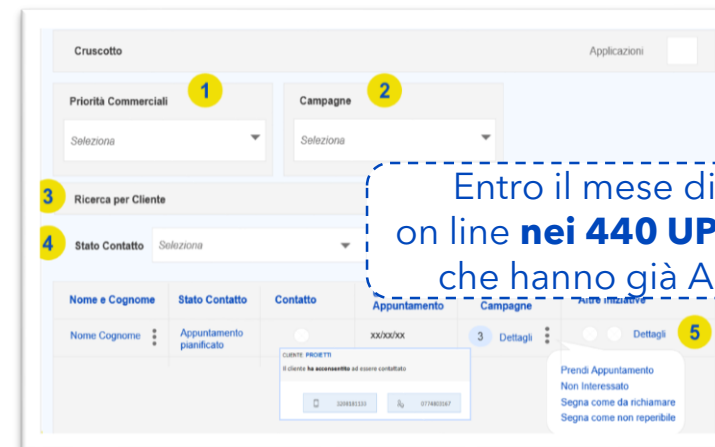 Cruscotto
Applicazioni
1
2
Priorità Commerciali
Campagne
Seleziona
Seleziona
3
Ricerca per Cliente
Entro il mese di
on line nei 440 UP
che hanno già A
4
Stato Contatto
Seleziona
Nome e Cognome
Stato Contatto
Contatto
Appuntamento
Campagne
Altre Iniziative
Nome Cognome
Appuntamento
pianificato
xx/xx/xx
3
Dettagli
Dettagli
5
CLIENTE: PROIETTI
Il cliente ha acconsentito ad essere contattato
0774803167
Prendi Appuntamento
Non Interessato
Segna come da richiamare
Segna come non reperibile